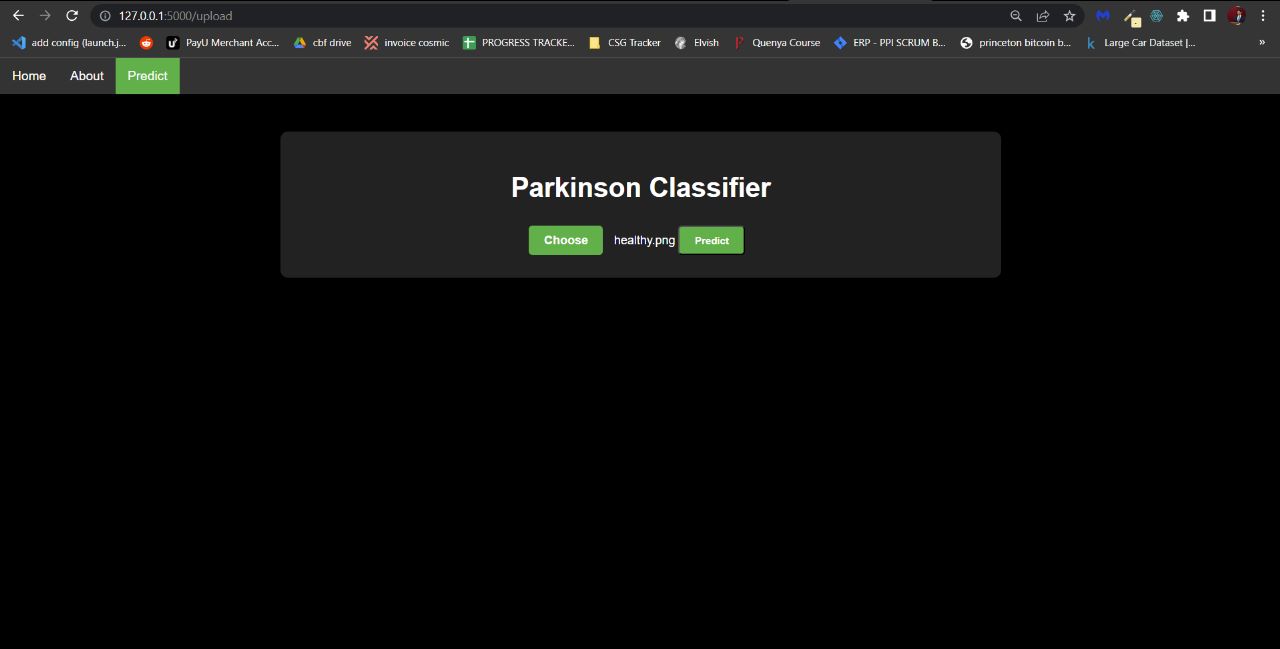 127.0.0.1:5000/upload
add config (launch.j... PayU Merchant Acc... cbf drive invoice cosmic PROGRESS TRACKE... CSG Tracker Elvish Quenya Course ERP - PPI SCRUM B... princeton bitcoin b... k Large Car Dataset |... »
Home About Predict
Parkinson Classifier
Choose healthy.png Predict